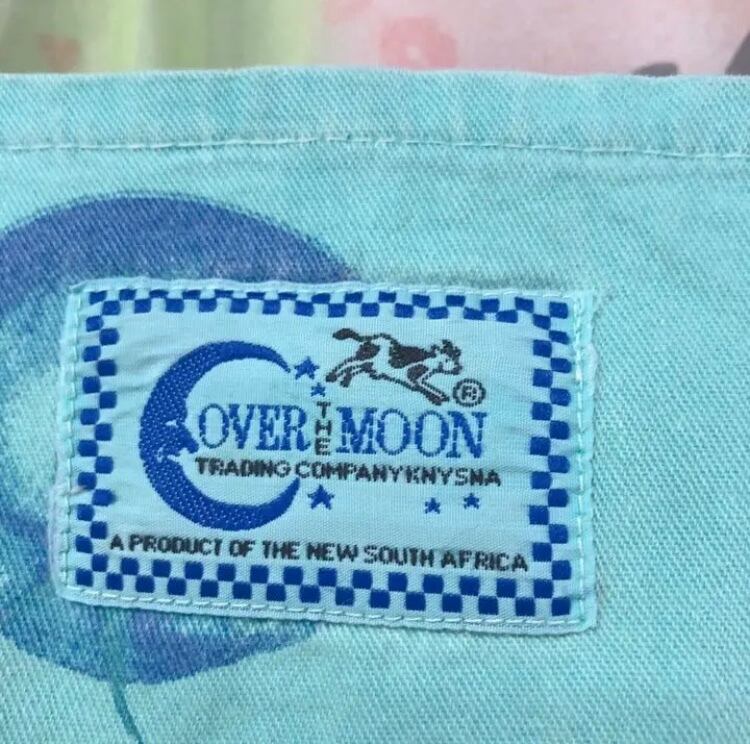 OVER THE MOON ®
TRADING COMPANY KNYSNA
A PRODUCT OF THE NEW SOUTH AFRICA